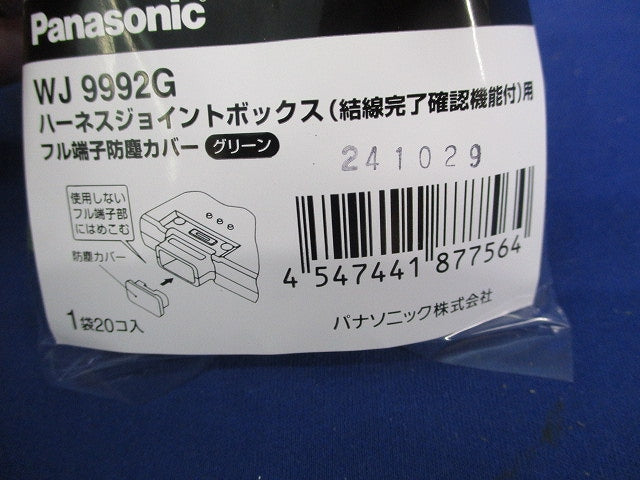 Panasonic
WJ 9992G
ハーネスジョイントボックス(結線完了確認機能付)用
フル端子防塵カバー グリーン
241029
使用しない
フル端子部
にはめこむ
防塵カバー
4 547441 877564
1袋20コ入
パナソニック株式会社